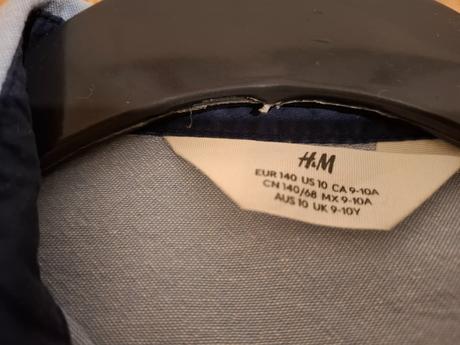 H&M
EUR 140 US 10 CA 9-10A
CN 140/68 MX 9-10A
AUS 10 UK 9-10Y